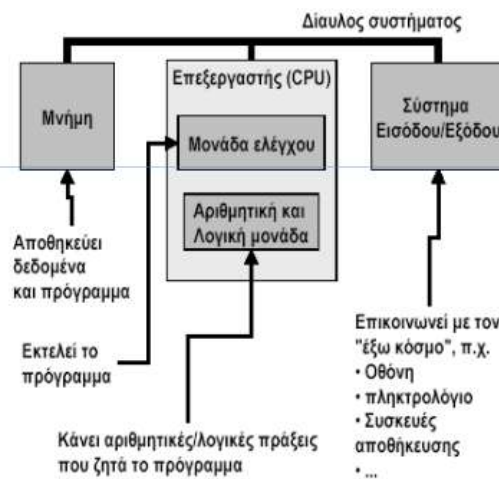 Δίαυλος συστήματος
Μνήμη
Επεξεργαστής (CPU)
Μονάδα ελέγχου
Αριθμητική και
Λογική μονάδα
Σύστημα
Εισόδου/Εξόδου
Αποθηκεύει
δεδομένα
και πρόγραμμα
Εκτελεί το
πρόγραμμα
Κάνει αριθμητικές/λογικές πράξεις
που ζητά το πρόγραμμα
Επικοινωνεί με τον
"έξω κόσμο", π.χ.
• Οθόνη
• πληκτρολόγιο
• Συσκευές
αποθήκευσης
• ...